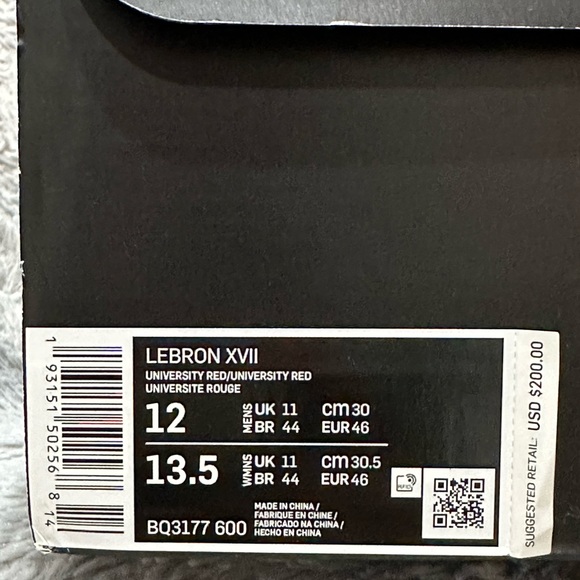 LEBRON XVII
UNIVERSITY RED/UNIVERSITY RED
UNIVERSITE ROUGE
12
MENS
UK 11 cm 30
BR 44 EUR 46
13.5
WMNS
UK 11 cm 30.5
BR 44 EUR 46
BQ3177 600
MADE IN CHINA /
FABRIQUE EN CHINE /
FABRICADO NA CHINA /
HECHO EN CHINA
RFID
1 93151 50256 8 14
SUGGESTED RETAIL: USD $200.00